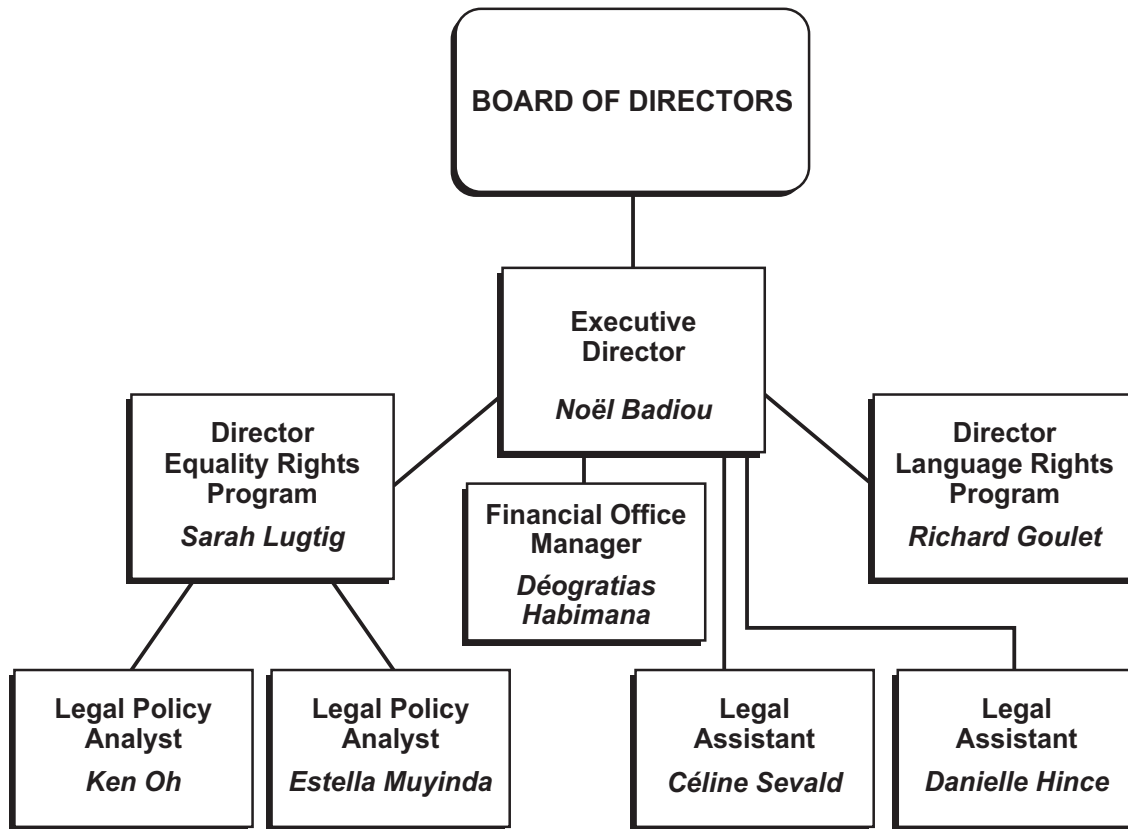 BOARD OF DIRECTORS
Executive
Director
Noël Badiou
Director
Equality Rights
Program
Sarah Lugtig
Financial Office
Manager
Déogratias
Habimana
Director
Language Rights
Program
Richard Goulet
Legal Policy
Analyst
Ken Oh
Legal Policy
Analyst
Estella Muyinda
Legal
Assistant
Céline Sevald
Legal
Assistant
Danielle Hince